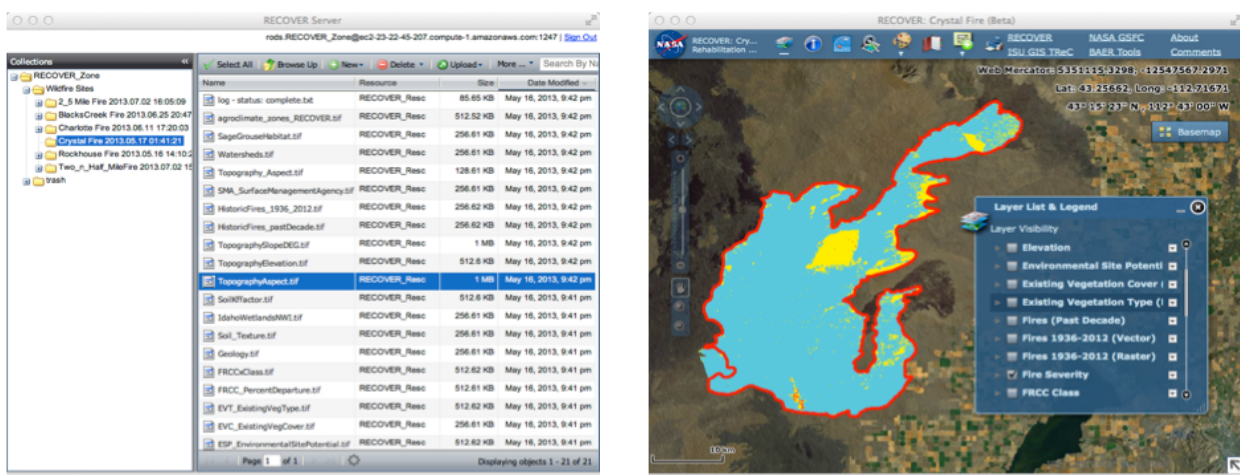 RECOVER Server
rods.RECOVER_Zone@ec2-23-22-45-207.compute-1.amazonaws.com:1247 | Sign Out
Collections
RECOVER_Zone
Wildfire Sites
2_5 Mile Fire 2013.07.02 16:05:09
BlacksCreek Fire 2013.06.25 20:47
Charlotte Fire 2013.06.11 17:20:03
Crystal Fire 2013.05.17 01:41:21
Rockhouse Fire 2013.05.16 14:10:2
Two_n_Half_MileFire 2013.07.02 15
trash
Select All Browse Up New Delete Upload More ... Search By Na
Name Resource Size Date Modified
log - status: complete.txt RECOVER_Resc 85.65 KB May 16, 2013, 9:42 pm
agroclimate_zones_RECOVER.tif RECOVER_Resc 512.52 KB May 16, 2013, 9:42 pm
SageGrouseHabitat.tif RECOVER_Resc 256.61 KB May 16, 2013, 9:42 pm
Watersheds.tif RECOVER_Resc 256.61 KB May 16, 2013, 9:42 pm
Topography_Aspect.tif RECOVER_Resc 128.61 KB May 16, 2013, 9:42 pm
SMA_SurfaceManagementAgency.tif RECOVER_Resc 256.61 KB May 16, 2013, 9:42 pm
HistoricFires_1936_2012.tif RECOVER_Resc 256.62 KB May 16, 2013, 9:42 pm
HistoricFires_pastDecade.tif RECOVER_Resc 256.62 KB May 16, 2013, 9:42 pm
TopographySlopeDEG.tif RECOVER_Resc 1 MB May 16, 2013, 9:42 pm
TopographyElevation.tif RECOVER_Resc 512.6 KB May 16, 2013, 9:42 pm
TopographyAspect.tif RECOVER_Resc 1 MB May 16, 2013, 9:42 pm
SoilKffactor.tif RECOVER_Resc 512.6 KB May 16, 2013, 9:41 pm
IdahoWetlandsNWI.tif RECOVER_Resc 256.61 KB May 16, 2013, 9:41 pm
Soil_Texture.tif RECOVER_Resc 256.61 KB May 16, 2013, 9:41 pm
Geology.tif RECOVER_Resc 256.61 KB May 16, 2013, 9:41 pm
FRCCxClass.tif RECOVER_Resc 512.62 KB May 16, 2013, 9:41 pm
FRCC_PercentDeparture.tif RECOVER_Resc 512.61 KB May 16, 2013, 9:41 pm
EVT_ExistingVegType.tif RECOVER_Resc 512.62 KB May 16, 2013, 9:41 pm
EVC_ExistingVegCover.tif RECOVER_Resc 256.61 KB May 16, 2013, 9:41 pm
ESP_EnvironmentalSitePotential.tif RECOVER_Resc 512.62 KB May 16, 2013, 9:41 pm
Page 1 of 1 Displaying objects 1 - 21 of 21
RECOVER: Crystal Fire (Beta)
NASA
RECOVER: Cry...
Rehabilitation ...
RECOVER NASA GSFC About
ISU GIS TReC BAER Tools Comments
Web Mercator: 5351115.3298, -12547567.2971
Lat: 43.25662, Long: -112.71671
43° 15' 23" N, 112° 43' 00" W
Basemap
Layer List & Legend
Layer Visibility
Elevation
Environmental Site Potenti
Existing Vegetation Cover (
Existing Vegetation Type (
Fires (Past Decade)
Fires 1936-2012 (Vector)
Fires 1936-2012 (Raster)
Fire Severity
FRCC Class
10 km